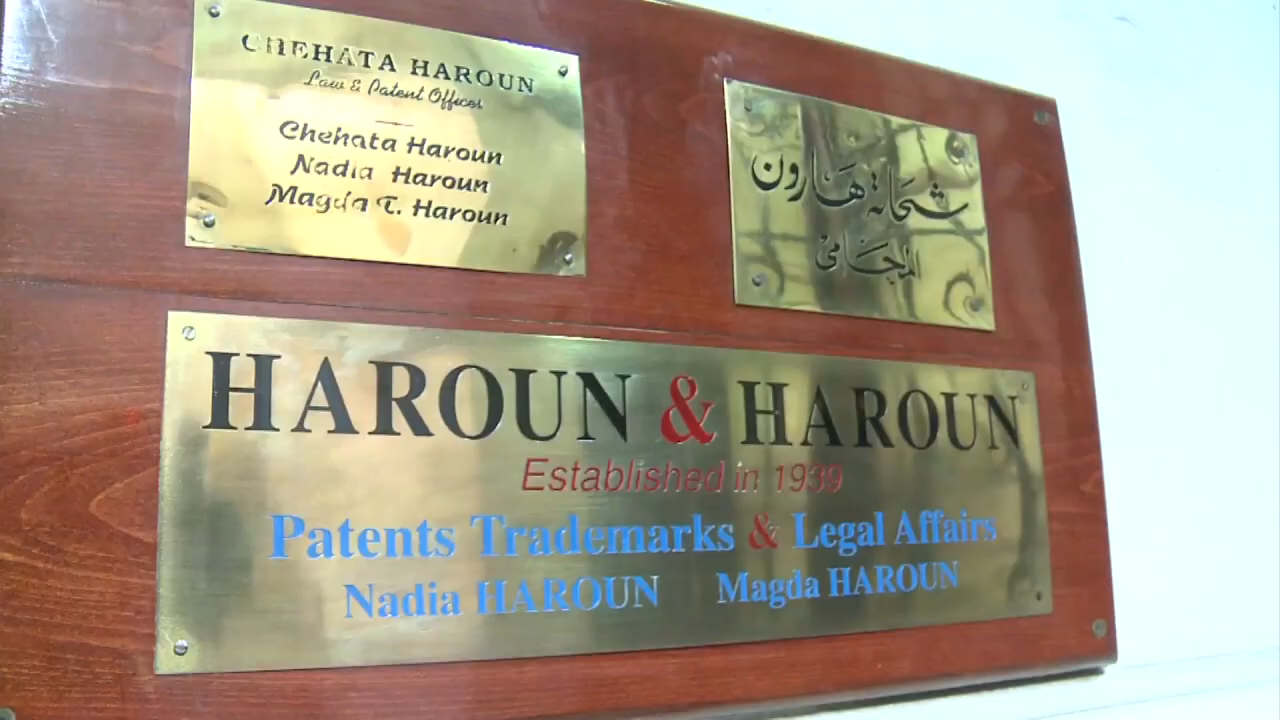 CHEHATA HAROUN
Law & Patent Offices
Chehata Haroun
Nadia Haroun
Magda T. Haroun
شحاته هارون
المحامى
HAROUN & HAROUN
Established in 1939
Patents Trademarks & Legal Affairs
Nadia HAROUN Magda HAROUN